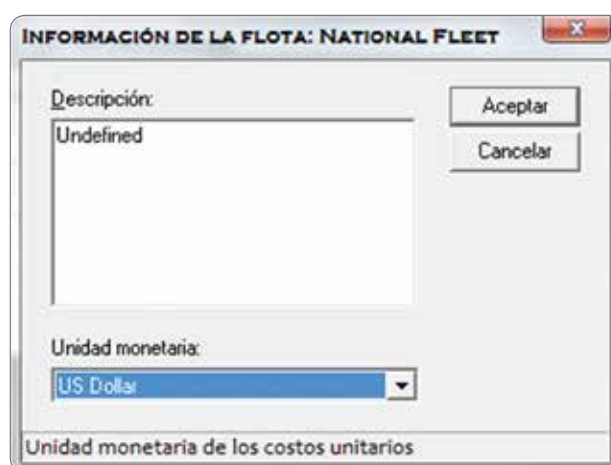 INFORMACIÓN DE LA FLOTA: NATIONAL FLEET
Descripción:
Undefined
Aceptar
Cancelar
Unidad monetaria:
US Dollar
Unidad monetaria de los costos unitarios